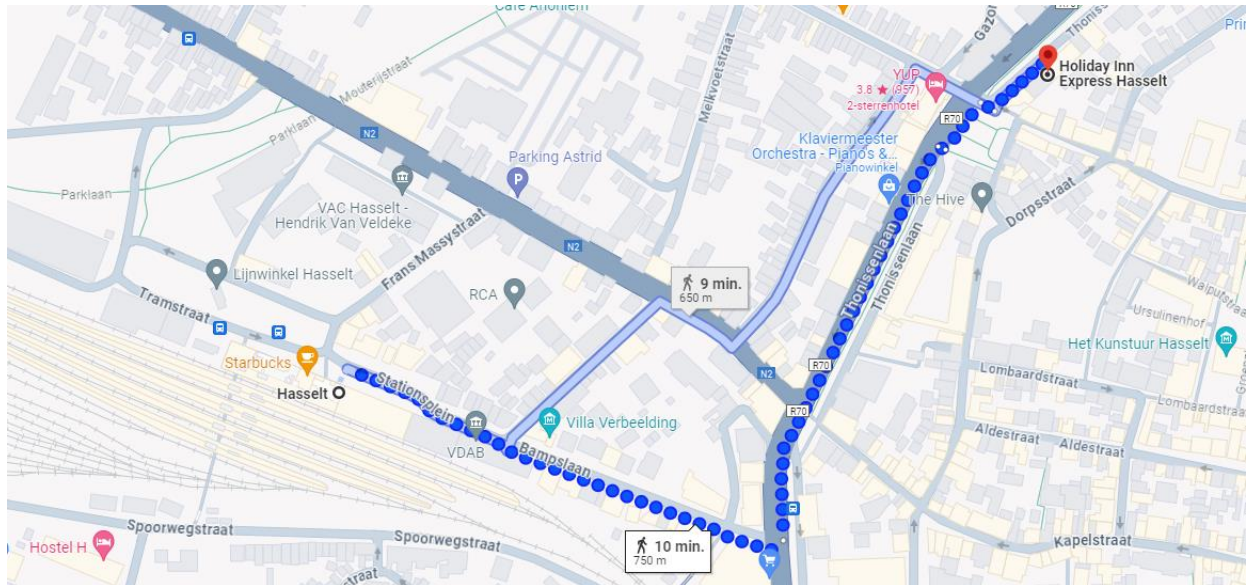 Café Anoniem
Mouterijstraat
Parklaan
Parklaan
N2
Melkvoetstraat
Parking Astrid
P
VAC Hasselt -
Hendrik Van Veldeke
Frans Massystraat
Lijnwinkel Hasselt
Tramstraat
RCA
N2
9 min.
650 m
YUP
3.8 ★ (957)
2-sterrenhotel
Klaviermeester
Orchestra - Piano's &...
Pianowinkel
R70
Holiday Inn
Express Hasselt
The Hive
Dorpsstraat
Thonissenlaan
Thonissenlaan
Starbucks
Hasselt
Stationsplein
VDAB
Villa Verbeelding
Bampslaan
N2
R70
R70
10 min.
750 m
Het Kunstuur Hasselt
Ursulinenhof
Walputstraat
Lombaardstraat
Lombaardstraat
Aldestraat
Aldestraat
Kapelstraat
Spoorwegstraat
Spoorwegstraat
Hostel H